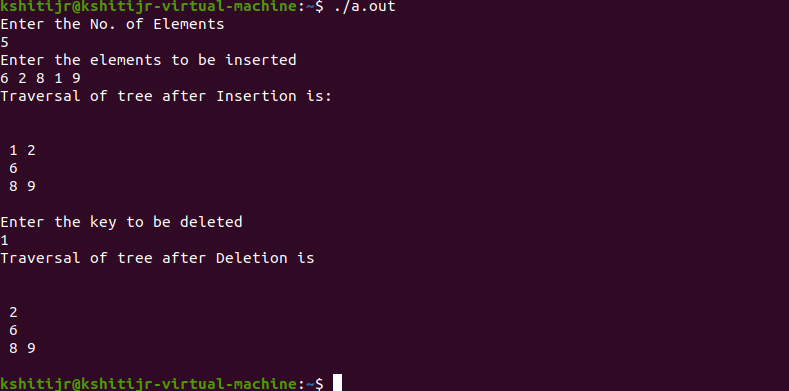 kshitijr@kshitijr-virtual-machine:~$ ./a.out
Enter the No. of Elements
5
Enter the elements to be inserted
6 2 8 1 9
Traversal of tree after Insertion is:
1 2
6
8 9
Enter the key to be deleted
1
Traversal of tree after Deletion is
2
6
8 9
kshitijr@kshitijr-virtual-machine:~$